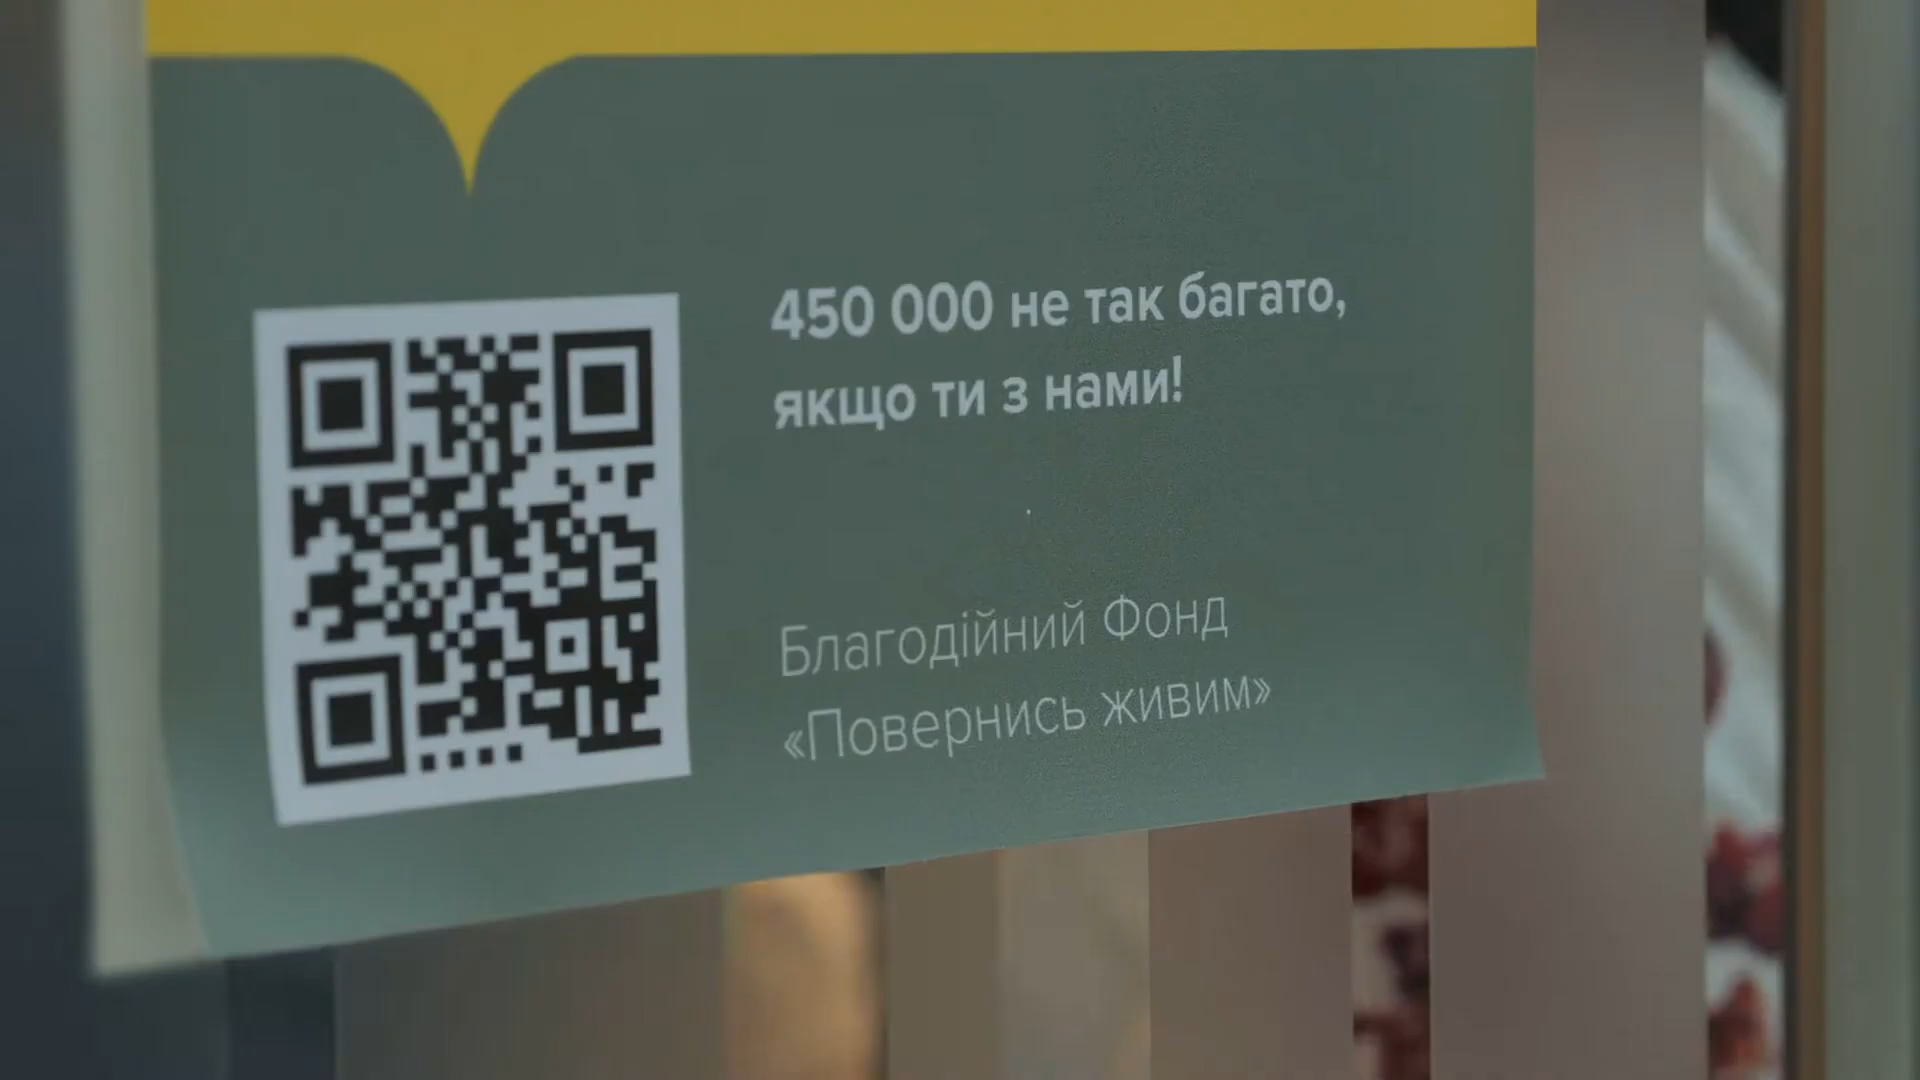 450 000 не так багато,
якщо ти з нами!
Благодійний Фонд
«Повернись живим»